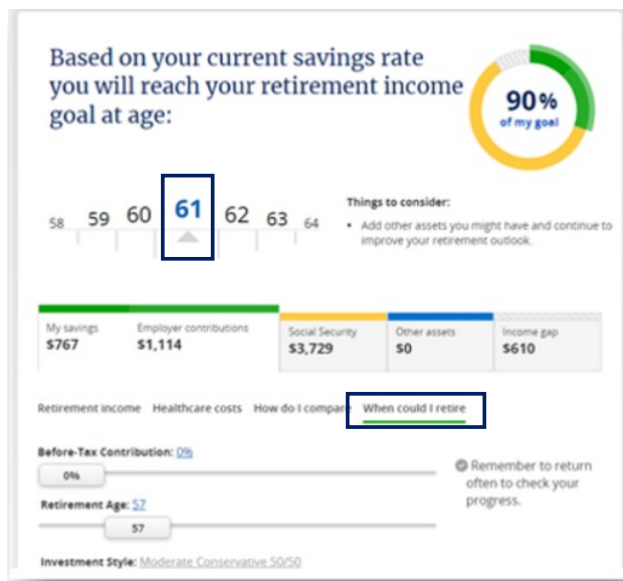 Based on your current savings rate
you will reach your retirement income
goal at age:
90%
of my goal
58 59 60 61 62 63 64
Things to consider:
• Add other assets you might have and continue to
improve your retirement outlook.
My savings
$767
Employer contributions
$1,114
Social Security
$3,729
Other assets
$0
Income gap
$610
Retirement income Healthcare costs How do I compare When could I retire
Before-Tax Contribution: 0%
0%
Remember to return
often to check your
progress.
Retirement Age: 57
57
Investment Style: Moderate Conservative 50/50